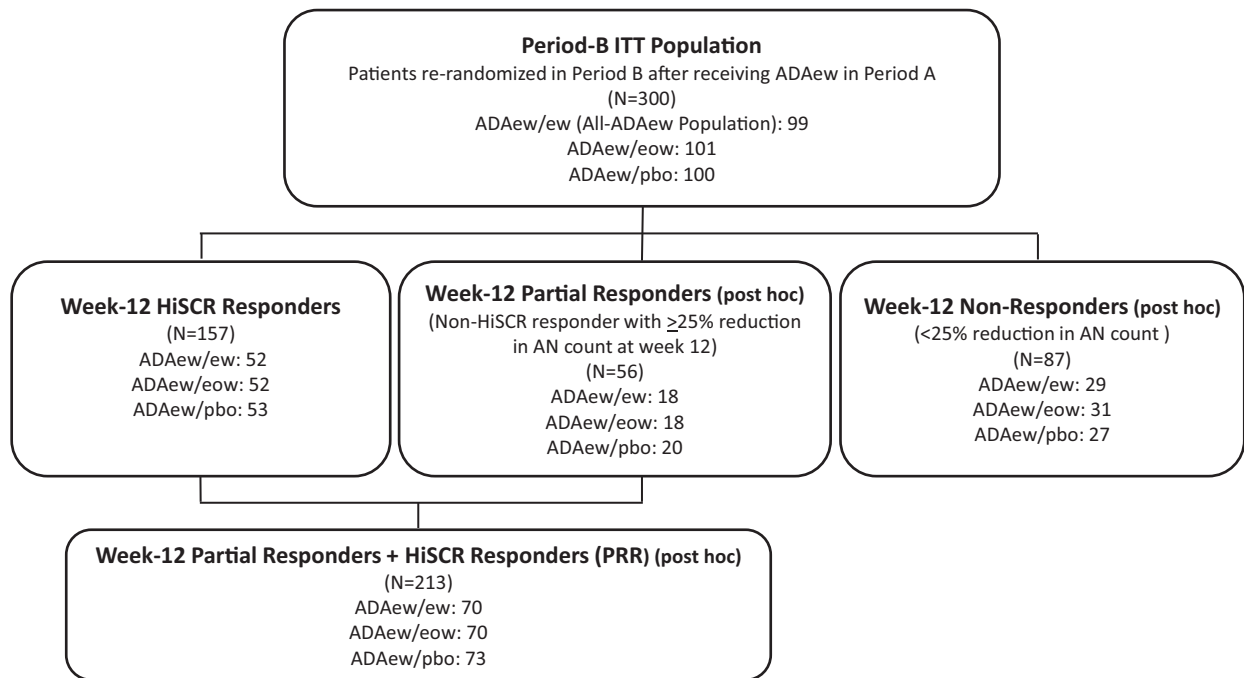 Period-B ITT Population
Patients re-randomized in Period B after receiving ADAew in Period A
(N=300)
ADAew/ew (All-ADAew Population): 99
ADAew/eow: 101
ADAew/pbo: 100
Week-12 HiSCR Responders
(N=157)
ADAew/ew: 52
ADAew/eow: 52
ADAew/pbo: 53
Week-12 Partial Responders (post hoc)
(Non-HiSCR responder with ≥25% reduction
in AN count at week 12)
(N=56)
ADAew/ew: 18
ADAew/eow: 18
ADAew/pbo: 20
Week-12 Non-Responders (post hoc)
(<25% reduction in AN count )
(N=87)
ADAew/ew: 29
ADAew/eow: 31
ADAew/pbo: 27
Week-12 Partial Responders + HiSCR Responders (PRR) (post hoc)
(N=213)
ADAew/ew: 70
ADAew/eow: 70
ADAew/pbo: 73